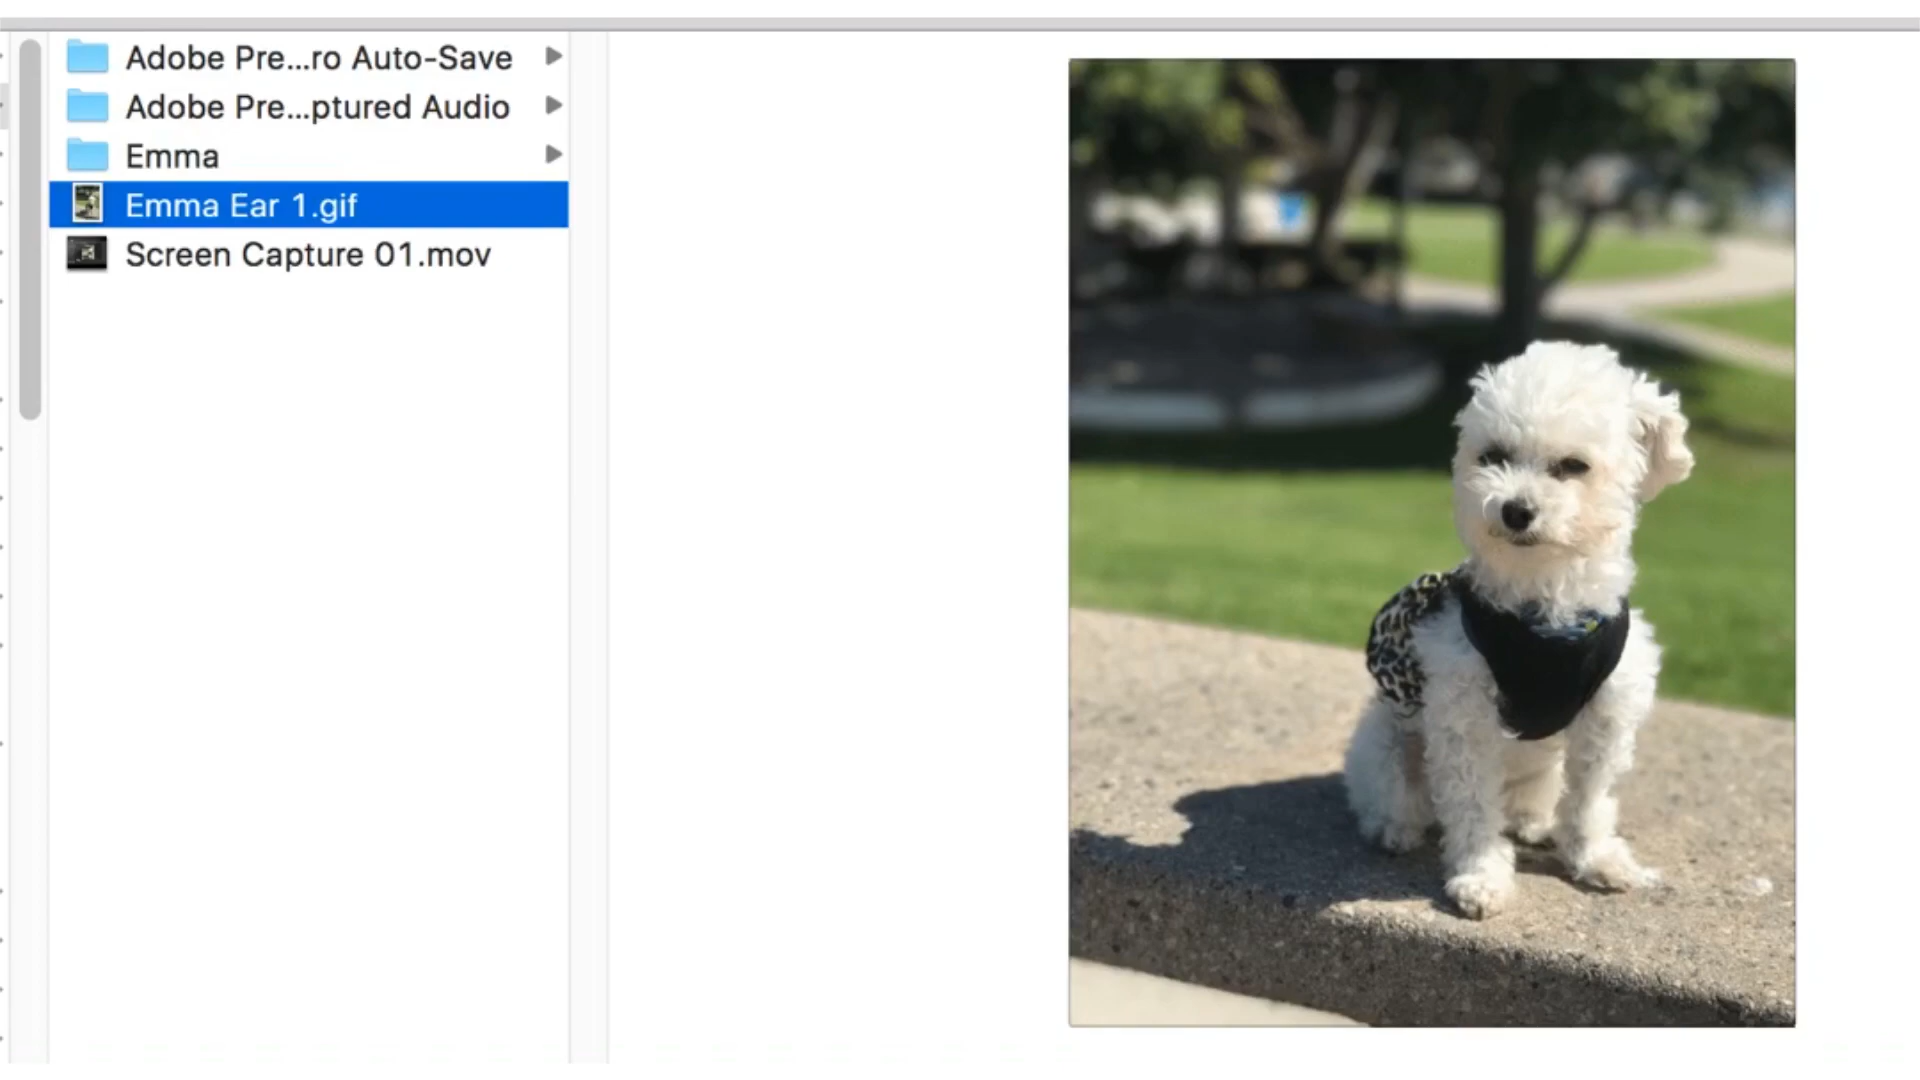 Adobe Pre...ro Auto-Save
Adobe Pre...ptured Audio
Emma
Emma Ear 1.gif
Screen Capture 01.mov